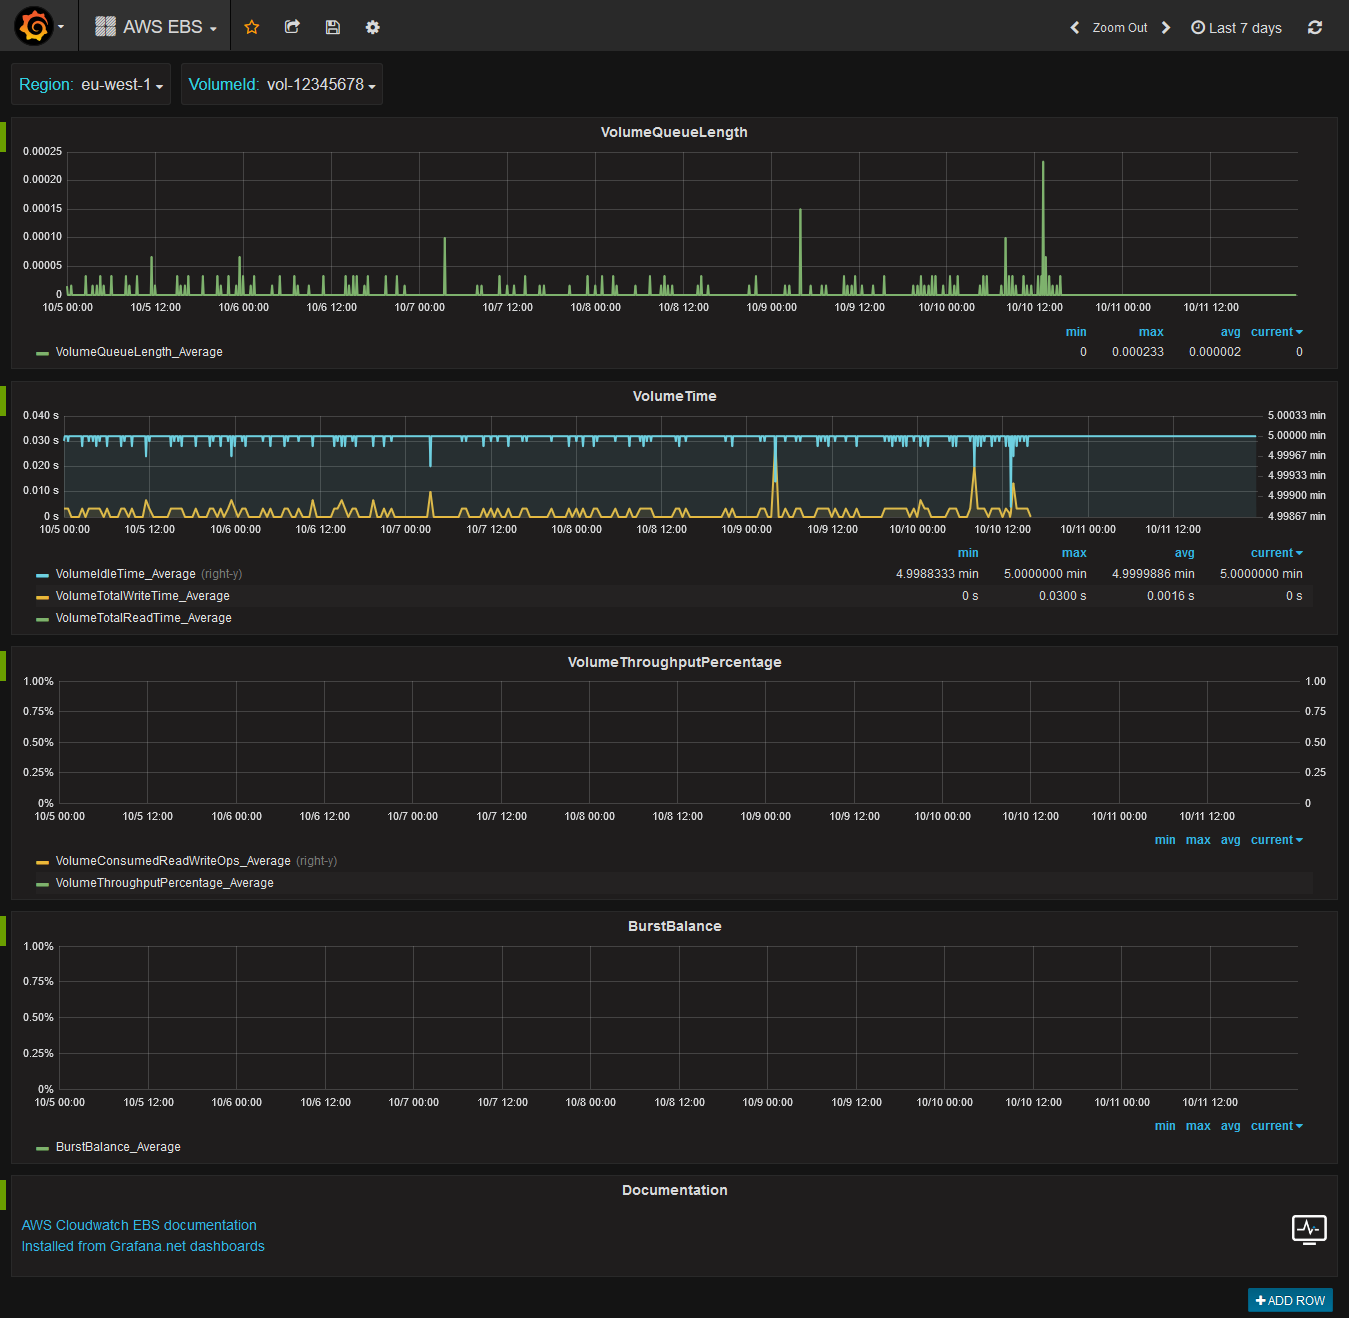 AWS EBS Zoom Out Last 7 days
Region: eu-west-1 VolumeId: vol-12345678
VolumeQueueLength
0.00025
0.00020
0.00015
0.00010
0.00005
0
10/5 00:00 10/5 12:00 10/6 00:00 10/6 12:00 10/7 00:00 10/7 12:00 10/8 00:00 10/8 12:00 10/9 00:00 10/9 12:00 10/10 00:00 10/10 12:00 10/11 00:00 10/11 12:00
min max avg current
VolumeQueueLength_Average 0 0.000233 0.000002 0
VolumeTime
0.040 s 5.00033 min
0.030 s 5.00000 min
0.020 s 4.99967 min
4.99933 min
0.010 s 4.99900 min
0 s 4.99867 min
10/5 00:00 10/5 12:00 10/6 00:00 10/6 12:00 10/7 00:00 10/7 12:00 10/8 00:00 10/8 12:00 10/9 00:00 10/9 12:00 10/10 00:00 10/10 12:00 10/11 00:00 10/11 12:00
min max avg current
VolumeIdleTime_Average (right-y) 4.9988333 min 5.0000000 min 4.9999886 min 5.0000000 min
VolumeTotalWriteTime_Average 0 s 0.0300 s 0.0016 s 0 s
VolumeTotalReadTime_Average
VolumeThroughputPercentage
1.00% 1.00
0.75% 0.75
0.50% 0.50
0.25% 0.25
0% 0
10/5 00:00 10/5 12:00 10/6 00:00 10/6 12:00 10/7 00:00 10/7 12:00 10/8 00:00 10/8 12:00 10/9 00:00 10/9 12:00 10/10 00:00 10/10 12:00 10/11 00:00 10/11 12:00
min max avg current
VolumeConsumedReadWriteOps_Average (right-y)
VolumeThroughputPercentage_Average
BurstBalance
1.00%
0.75%
0.50%
0.25%
0%
10/5 00:00 10/5 12:00 10/6 00:00 10/6 12:00 10/7 00:00 10/7 12:00 10/8 00:00 10/8 12:00 10/9 00:00 10/9 12:00 10/10 00:00 10/10 12:00 10/11 00:00 10/11 12:00
min max avg current
BurstBalance_Average
Documentation
AWS Cloudwatch EBS documentation
Installed from Grafana.net dashboards
ADD ROW